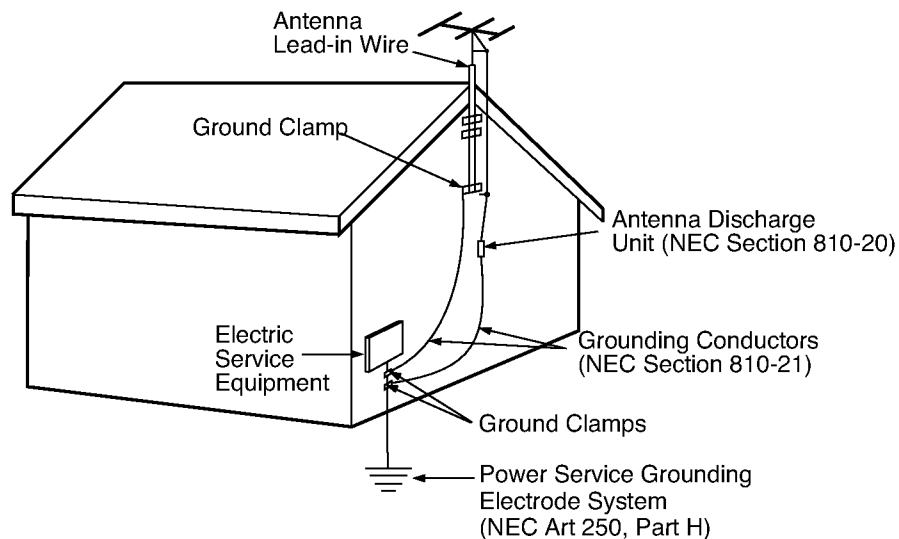 Antenna
Lead-in Wire
Ground Clamp
Antenna Discharge
Unit (NEC Section 810-20)
Electric
Service
Equipment
Grounding Conductors
(NEC Section 810-21)
Ground Clamps
Power Service Grounding
Electrode System
(NEC Art 250, Part H)